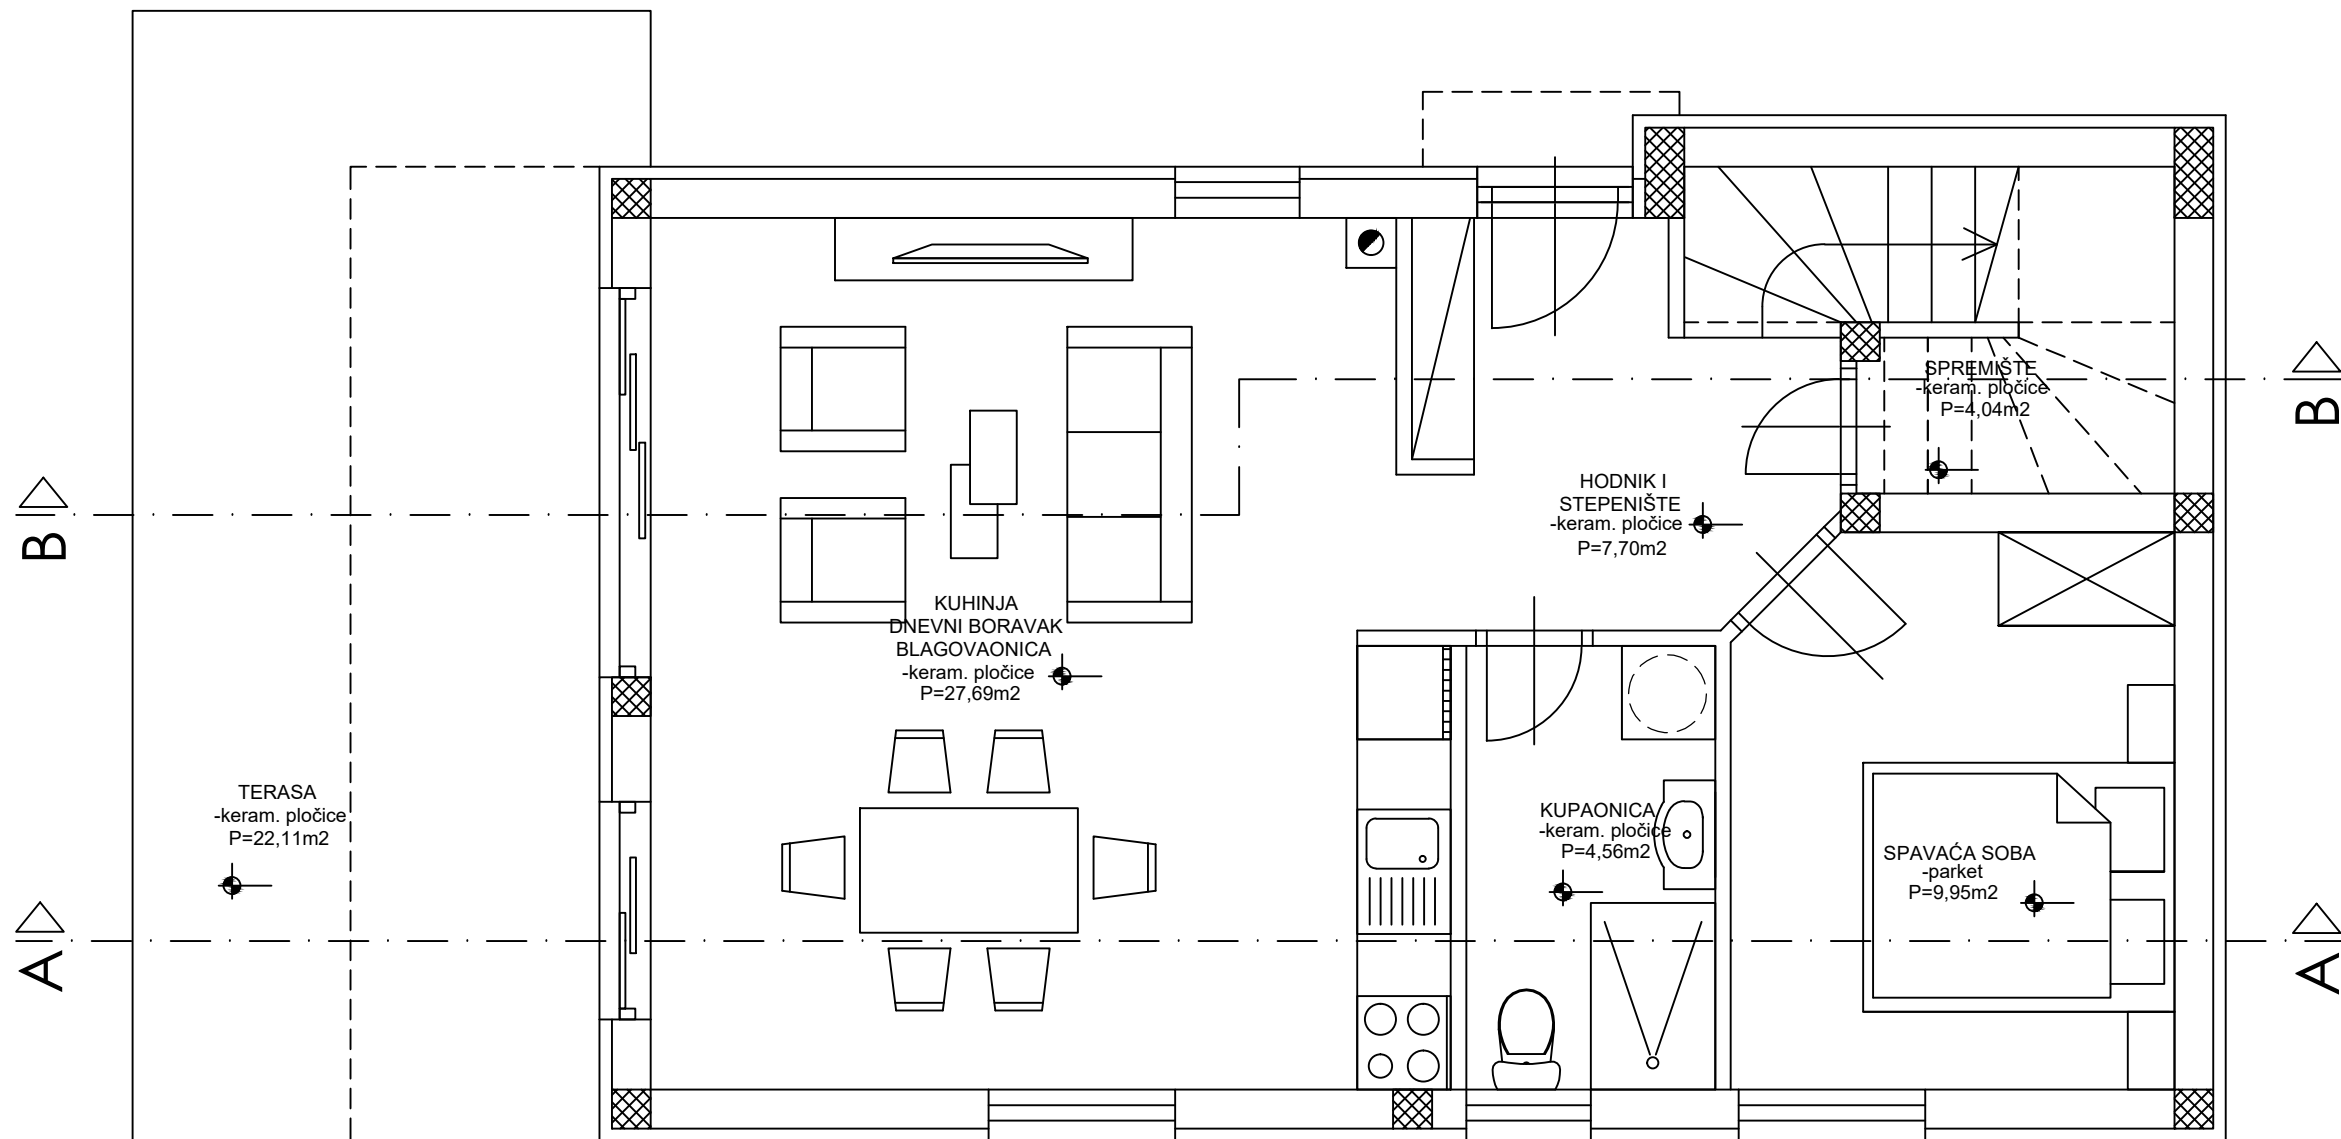 SPREMIŠTE
-keram. pločice
P=4,04m2
B
B
HODNIK I
STEPENIŠTE
-keram. pločice
P=7,70m2
KUHINJA
DNEVNI BORAVAK
BLAGOVAONICA
-keram. pločice
P=27,69m2
TERASA
-keram. pločice
P=22,11m2
KUPAONICA
-keram. pločice
P=4,56m2
SPAVAĆA SOBA
-parket
P=9,95m2
A
A